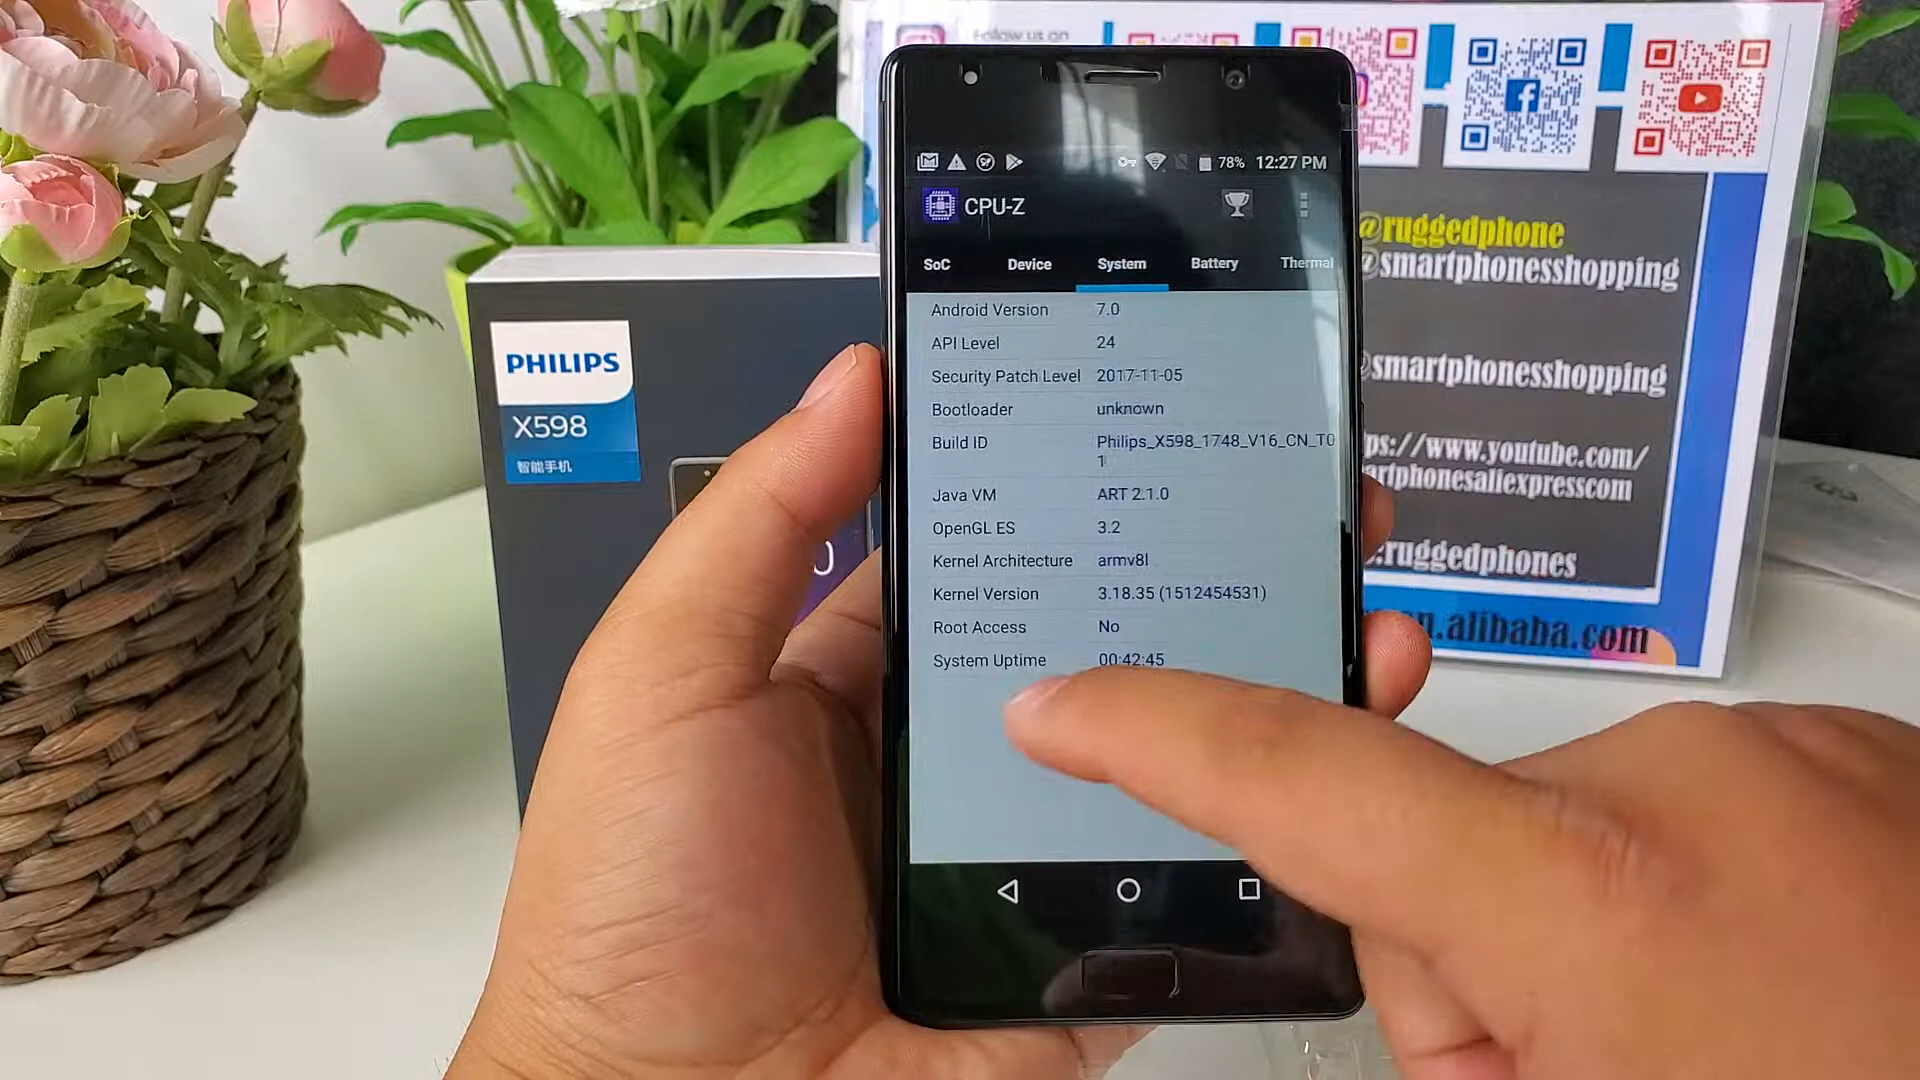 Follow us on
78% 12:27 PM
CPU-Z
SoC Device System Battery Thermal
Android Version 7.0
API Level 24
Security Patch Level 2017-11-05
Bootloader unknown
Build ID Philips_X598_1748_V16_CN_T0
1
Java VM ART 2.1.0
OpenGL ES 3.2
Kernel Architecture armv8l
Kernel Version 3.18.35 (1512454531)
Root Access No
System Uptime 00:42:45
PHILIPS
X598
智能手机
@ruggedphone
@smartphonesshopping
@smartphonesshopping
ps://www.youtube.com/
artphonesaliexpresscom
ruggedphones
n.alibaba.com